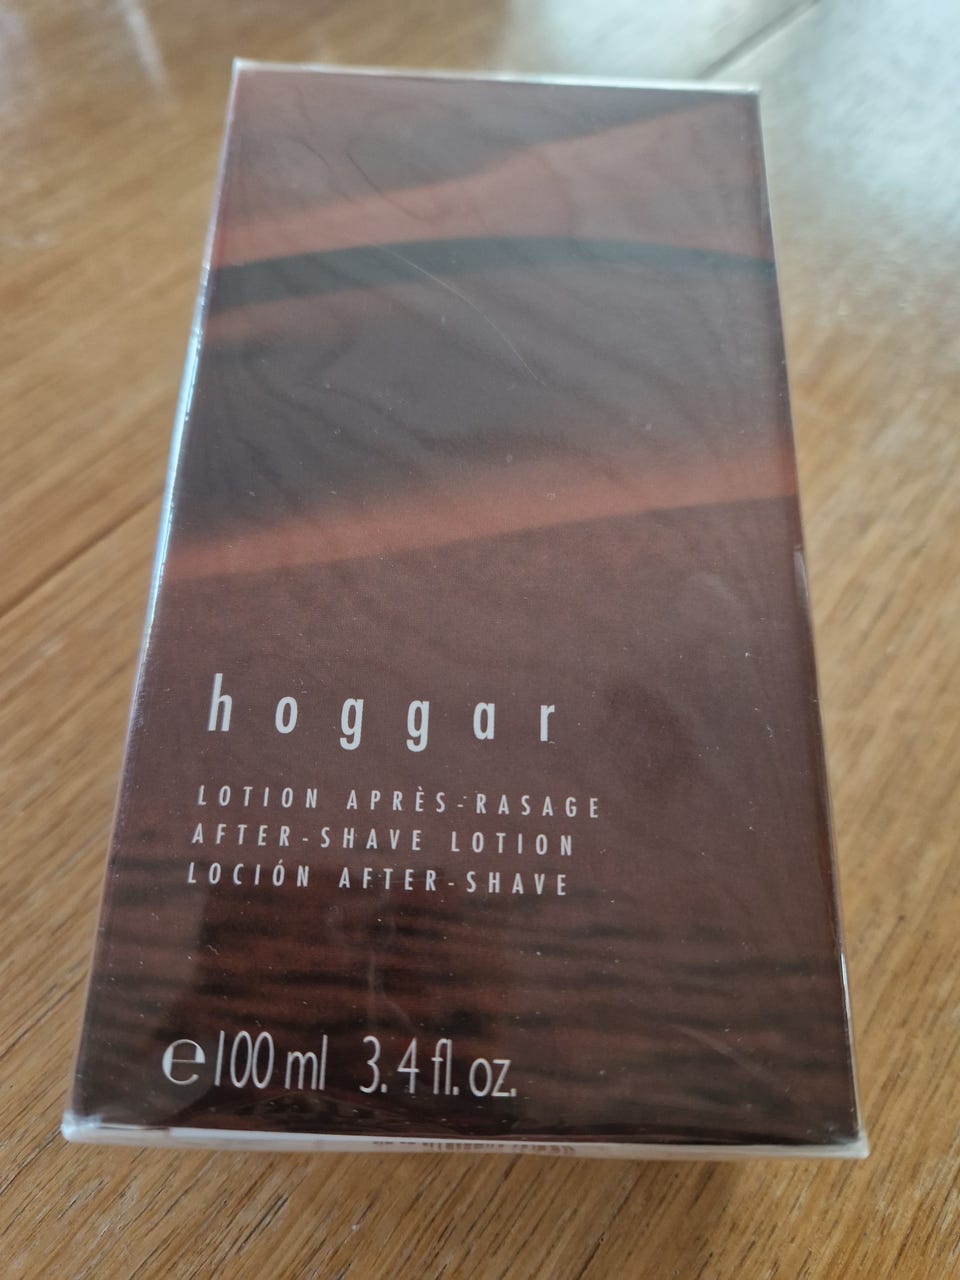 hoggar
LOTION APRÈS-RASAGE
AFTER-SHAVE LOTION
LOCIÓN AFTER-SHAVE
℮100 ml 3.4 fl. oz.